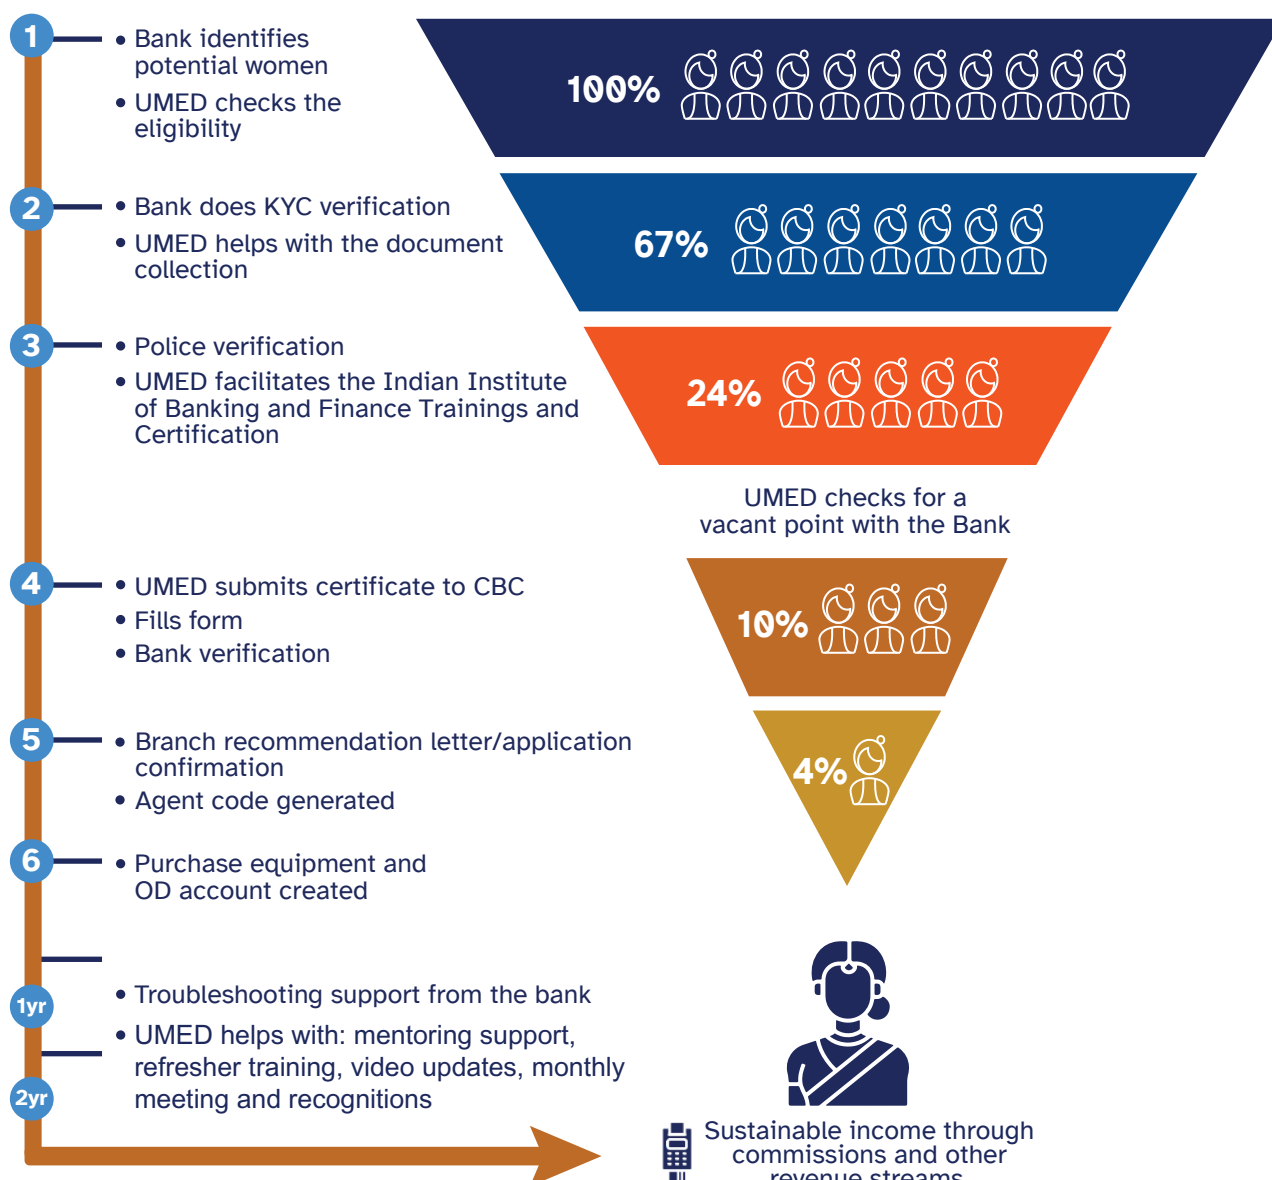 1
• Bank identifies
potential women
• UMED checks the
eligibility
100%
2
• Bank does KYC verification
• UMED helps with the document
collection
67%
3
• Police verification
• UMED facilitates the Indian Institute
of Banking and Finance Trainings and
Certification
24%
UMED checks for a
vacant point with the Bank
4
• UMED submits certificate to CBC
• Fills form
• Bank verification
10%
5
• Branch recommendation letter/application
confirmation
• Agent code generated
4%
6
• Purchase equipment and
OD account created
1yr
• Troubleshooting support from the bank
• UMED helps with: mentoring support,
refresher training, video updates, monthly
meeting and recognitions
2yr
Sustainable income through
commissions and other
revenue streams